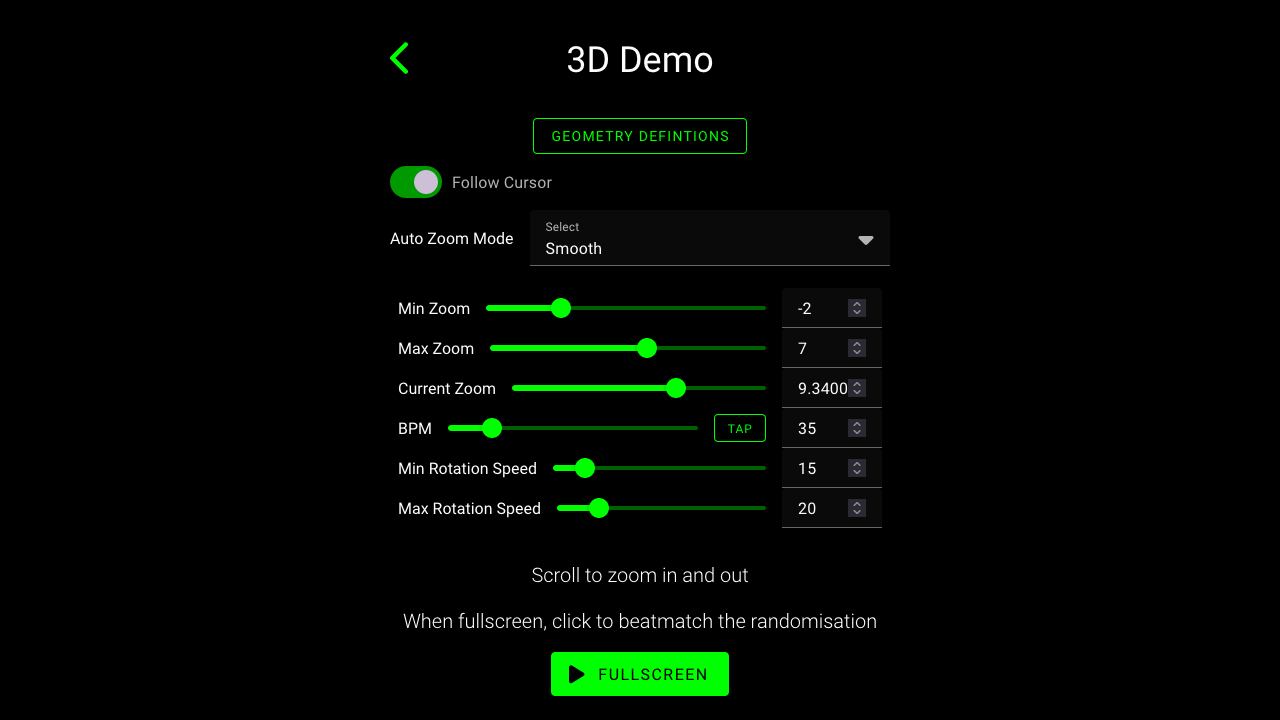 3D Demo
GEOMETRY DEFINTIONS
Follow Cursor
Auto Zoom Mode
Select
Smooth
Min Zoom
-2
Max Zoom
7
Current Zoom
9.3400
BPM
TAP
35
Min Rotation Speed
15
Max Rotation Speed
20
Scroll to zoom in and out
When fullscreen, click to beatmatch the randomisation
FULLSCREEN